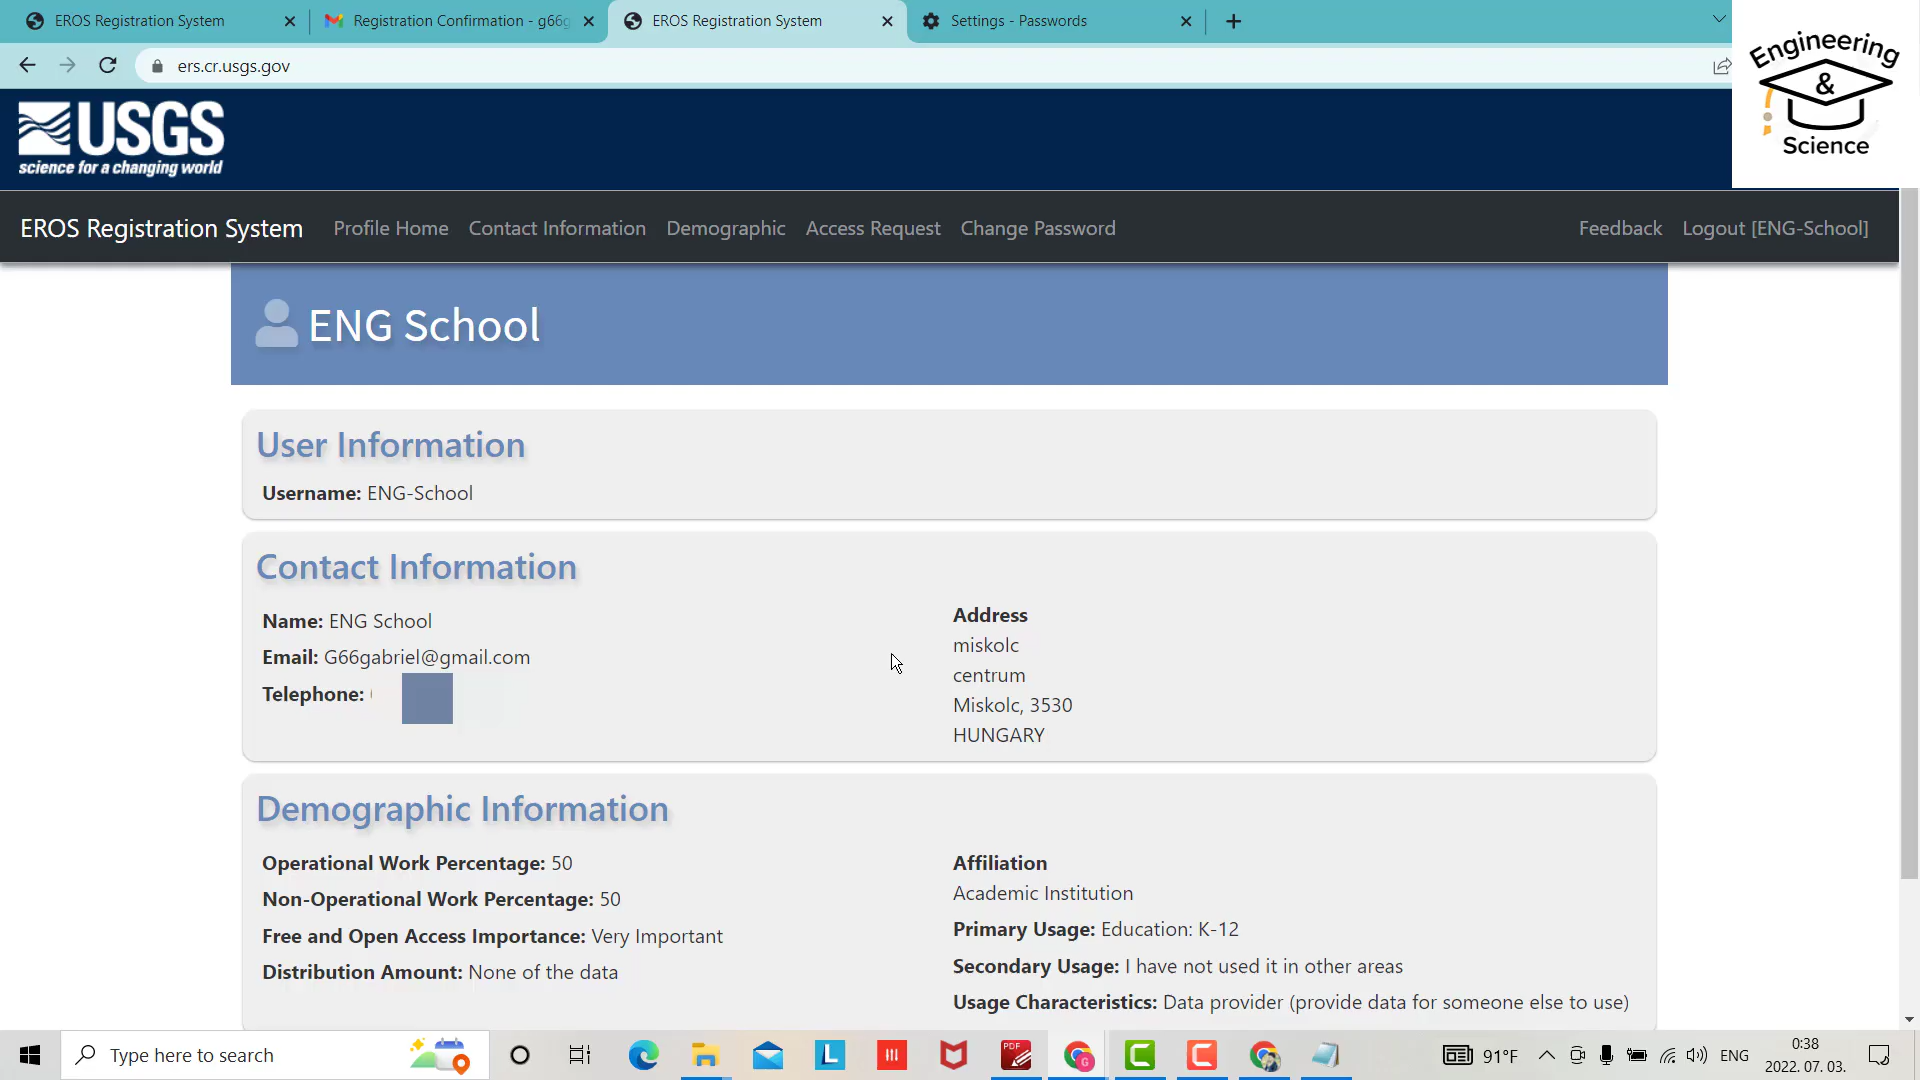 EROS Registration System
Registration Confirmation - g66g
EROS Registration System
Settings - Passwords
ers.cr.usgs.gov
Engineering
&
Science
USGS
science for a changing world
EROS Registration System
Profile Home
Contact Information
Demographic
Access Request
Change Password
Feedback
Logout [ENG-School]
ENG School
User Information
Username: ENG-School
Contact Information
Name: ENG School
Email: G66gabriel@gmail.com
Telephone:
Address
miskolc
centrum
Miskolc, 3530
HUNGARY
Demographic Information
Operational Work Percentage: 50
Non-Operational Work Percentage: 50
Free and Open Access Importance: Very Important
Distribution Amount: None of the data
Affiliation
Academic Institution
Primary Usage: Education: K-12
Secondary Usage: I have not used it in other areas
Usage Characteristics: Data provider (provide data for someone else to use)
Type here to search
L
PDF
G
C
C
91°F
ENG
0:38
2022. 07. 03.